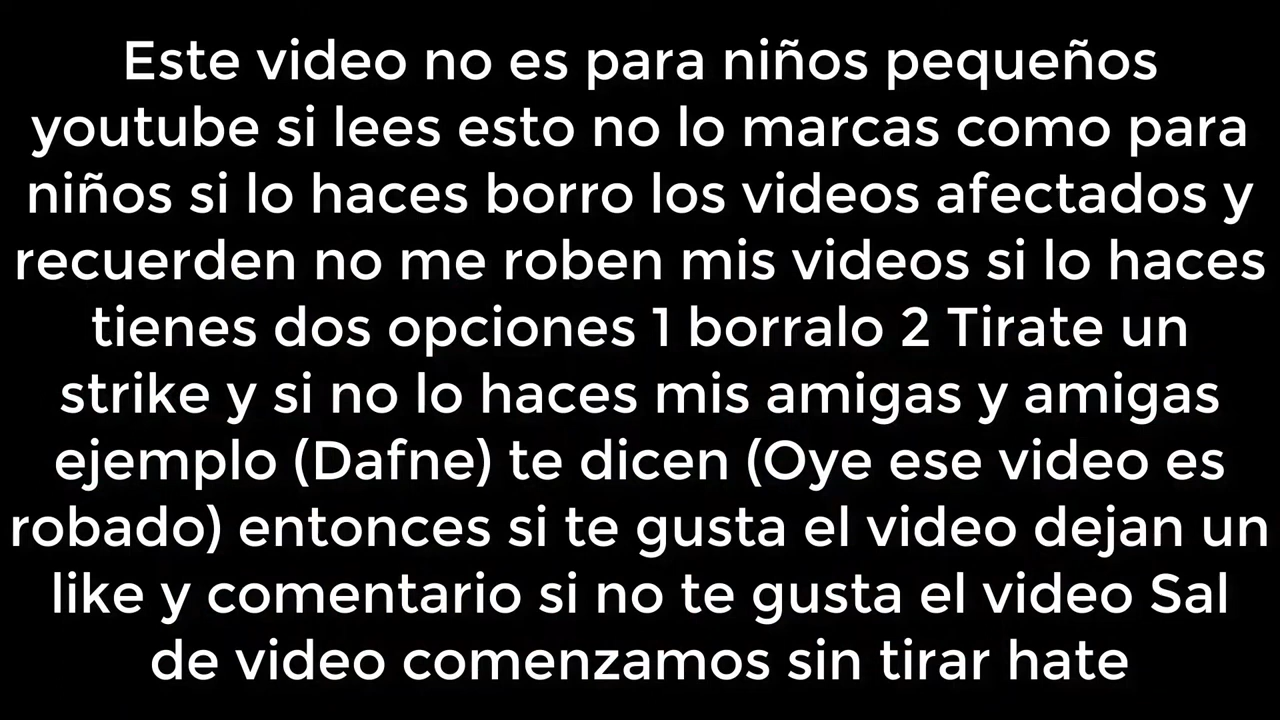 Este video no es para niños pequeños
youtube si lees esto no lo marcas como para
niños si lo haces borro los videos afectados y
recuerden no me roben mis videos si lo haces
tienes dos opciones 1 borralo 2 Tirate un
strike y si no lo haces mis amigas y amigas
ejemplo (Dafne) te dicen (Oye ese video es
robado) entonces si te gusta el video dejan un
like y comentario si no te gusta el video Sal
de video comenzamos sin tirar hate